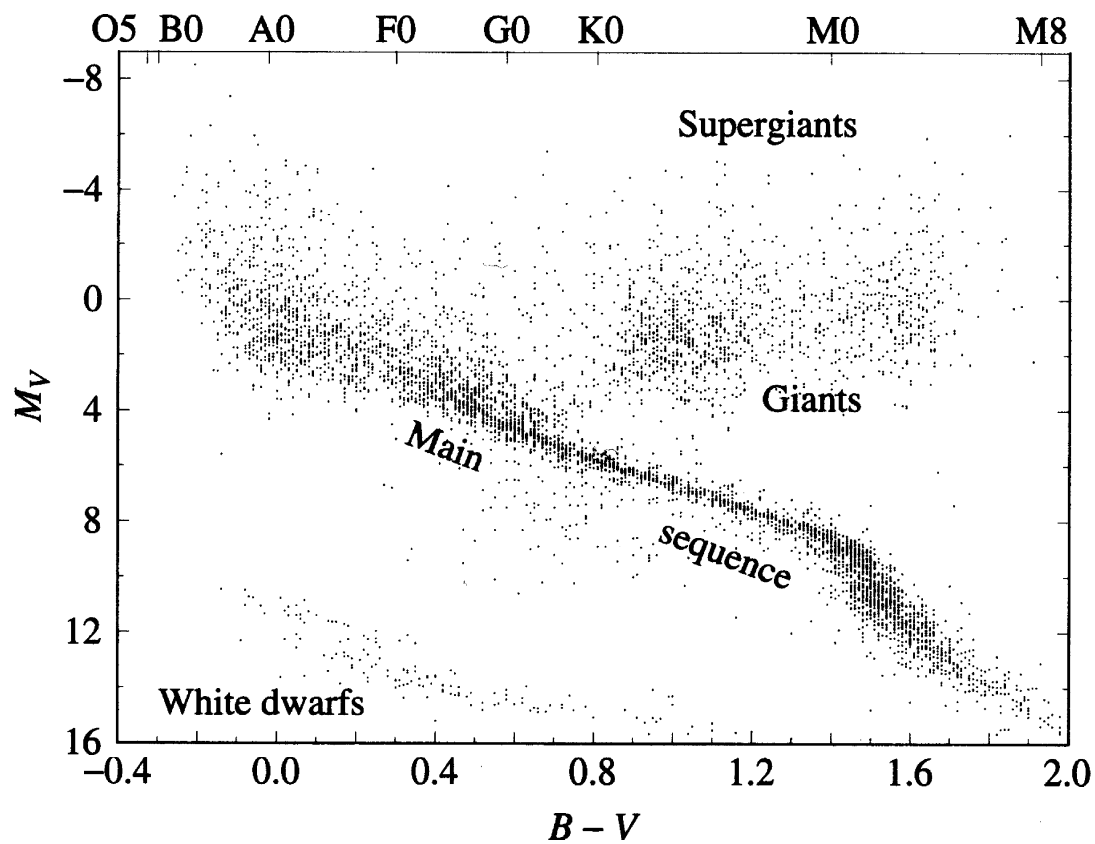 O5 B0 A0 F0 G0 K0 M0 M8
−8
Supergiants
−4
0
M_V
Giants
4
Main
8
sequence
12
White dwarfs
16
−0.4 0.0 0.4 0.8 1.2 1.6 2.0
B – V